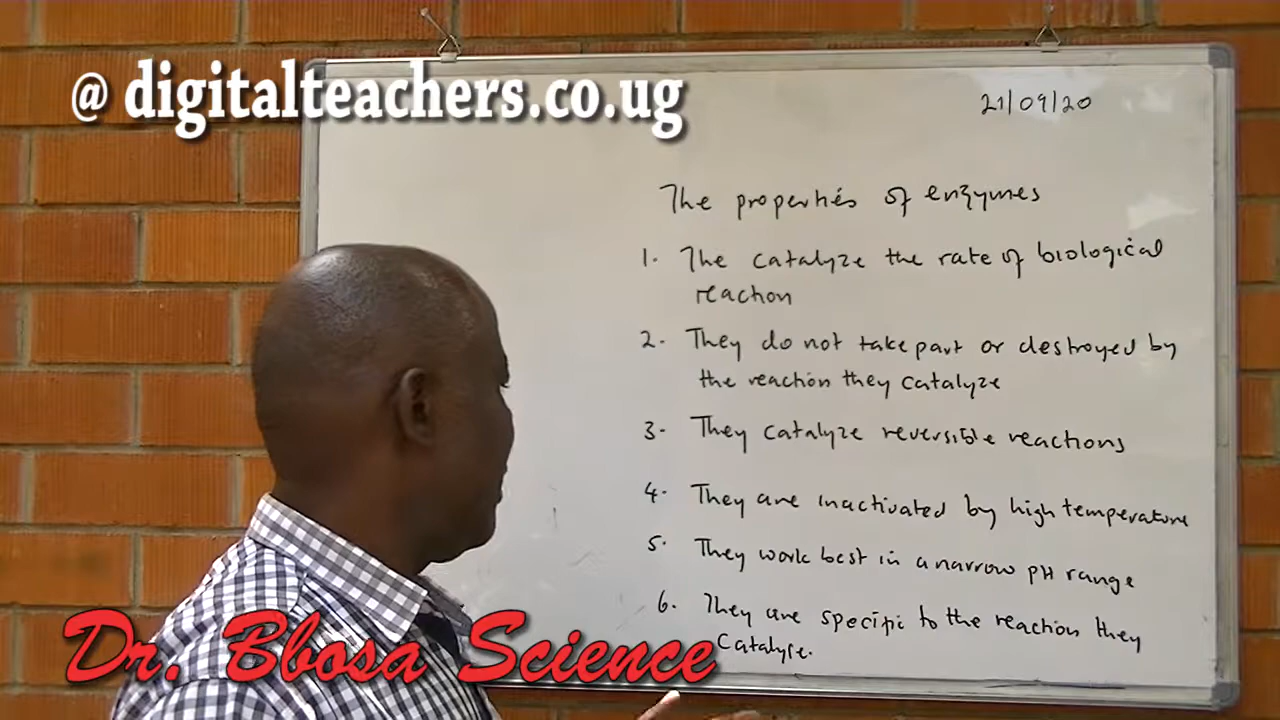 @ digitalteachers.co.ug
21/09/20
The properties of enzymes
1. The catalyze the rate of biological
reaction
2. They do not take part or destroyed by
the reaction they catalyze
3. They catalyze reversible reactions
4. They are inactivated by high temperature
5. They work best in a narrow pH range
6. They are specific to the reaction they
Catalyse.
Dr. Bbosa Science